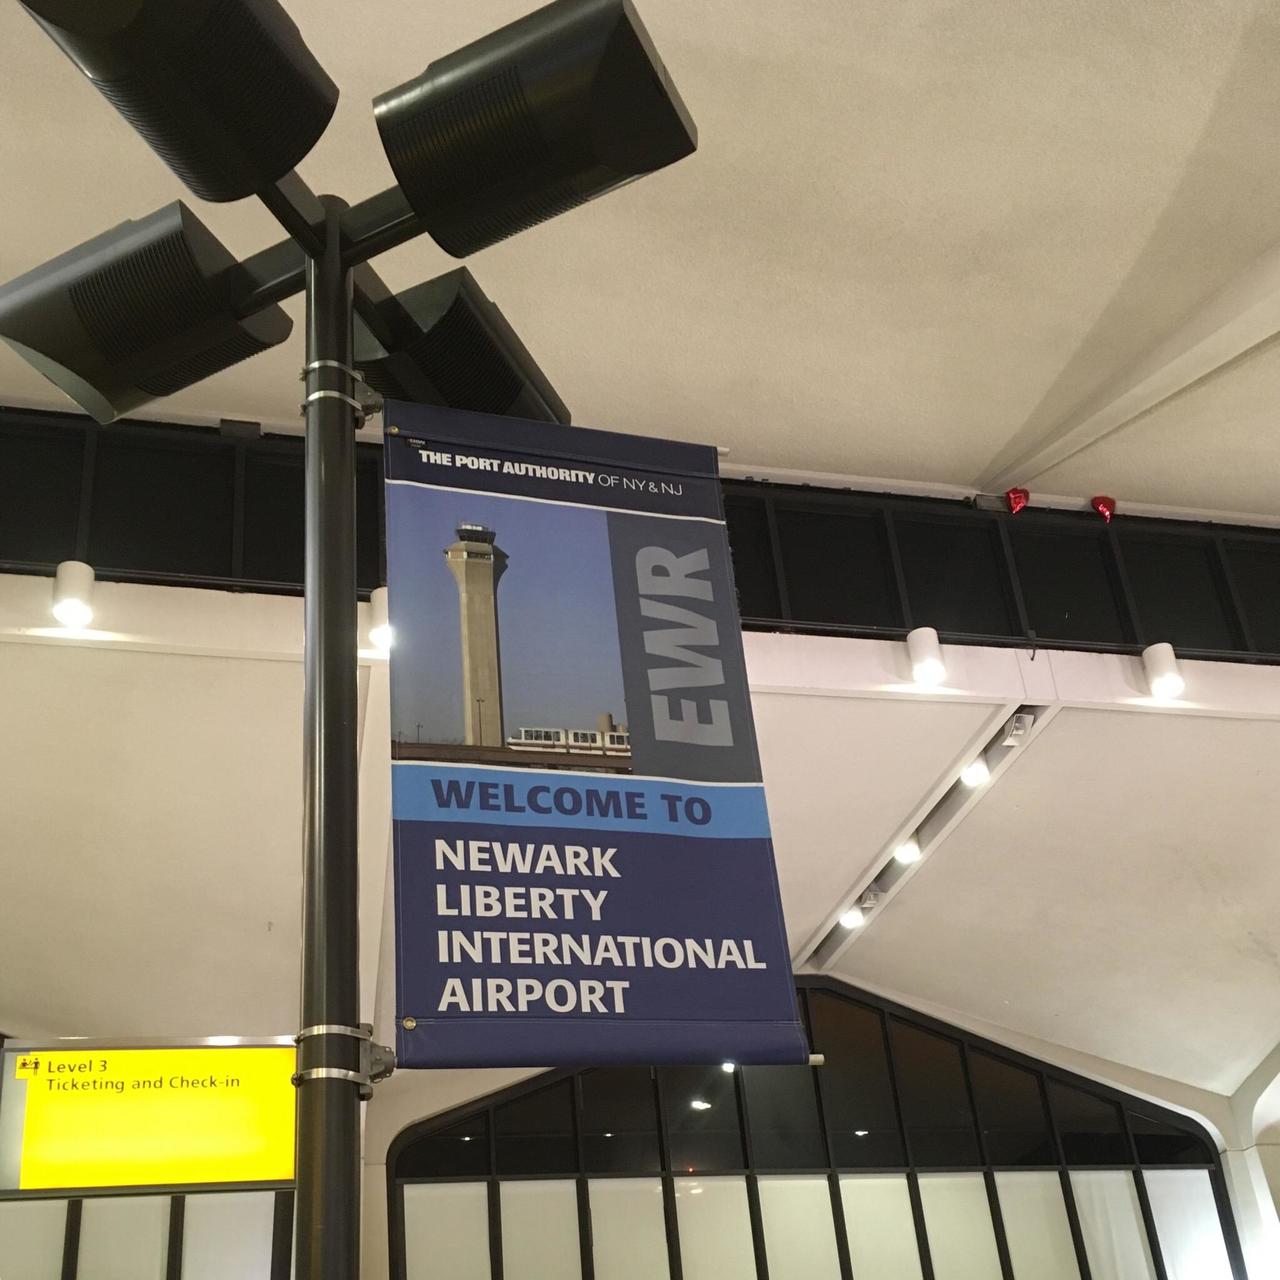 THE PORT AUTHORITY OF NY & NJ
EWR
WELCOME TO
NEWARK
LIBERTY
INTERNATIONAL
AIRPORT
Level 3
Ticketing and Check-in